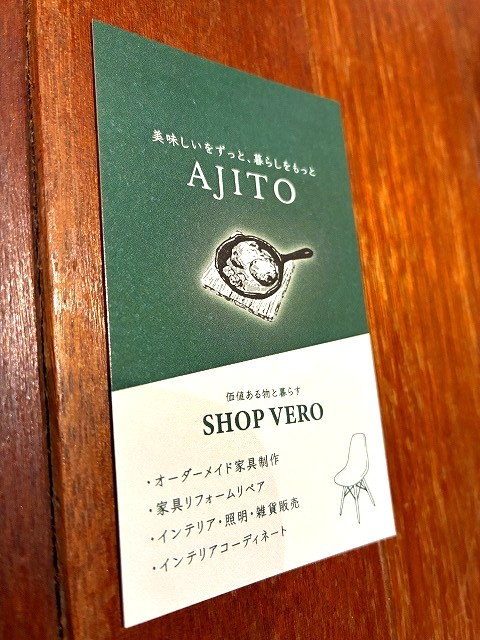 美味しいをずっと、暮らしをもっと
AJITO
価値ある物と暮らす
SHOP VERO
・オーダーメイド家具制作
・家具リフォームリペア
・インテリア・照明・雑貨販売
・インテリアコーディネート